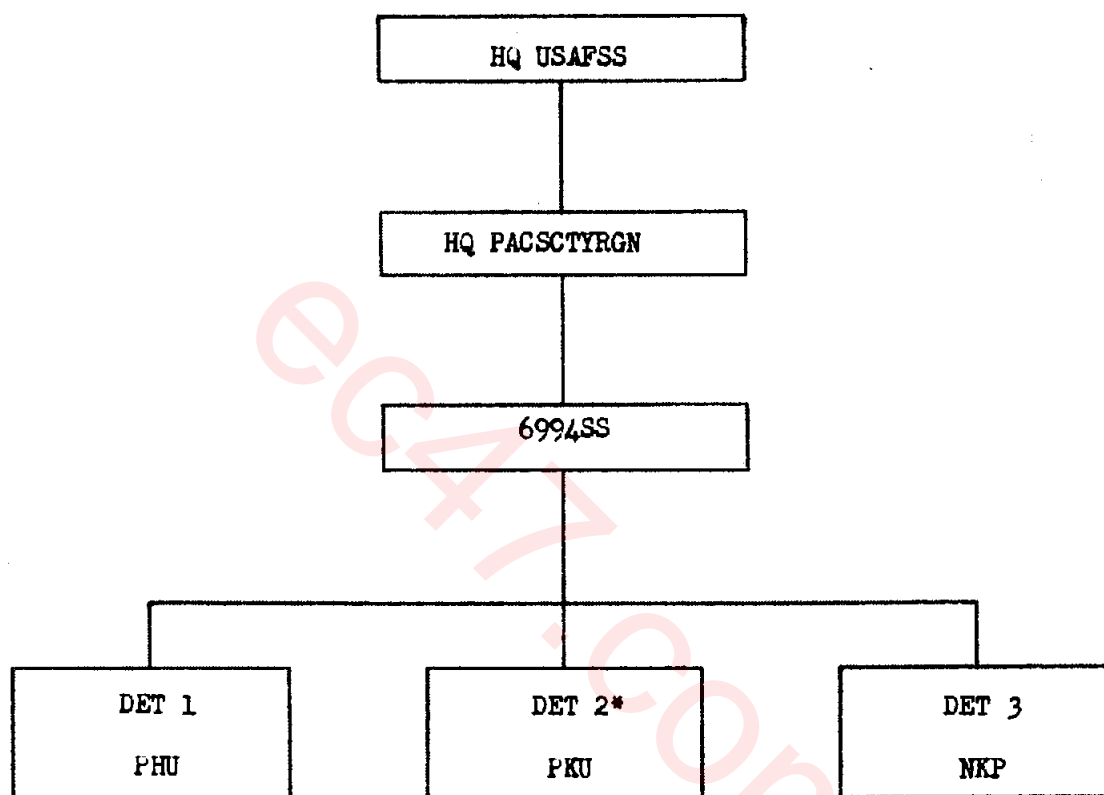 HQ USAFSS
HQ PACSCTYRGN
6994SS
DET 1
PHU
DET 2*
PKU
DET 3
NKP
ec47.com